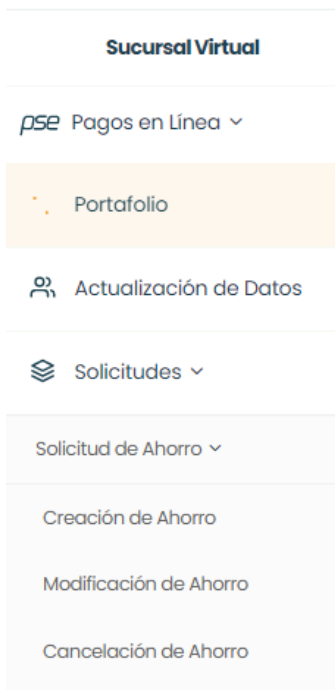 Sucursal Virtual
pse Pagos en Línea
Portafolio
Actualización de Datos
Solicitudes
Solicitud de Ahorro
Creación de Ahorro
Modificación de Ahorro
Cancelación de Ahorro